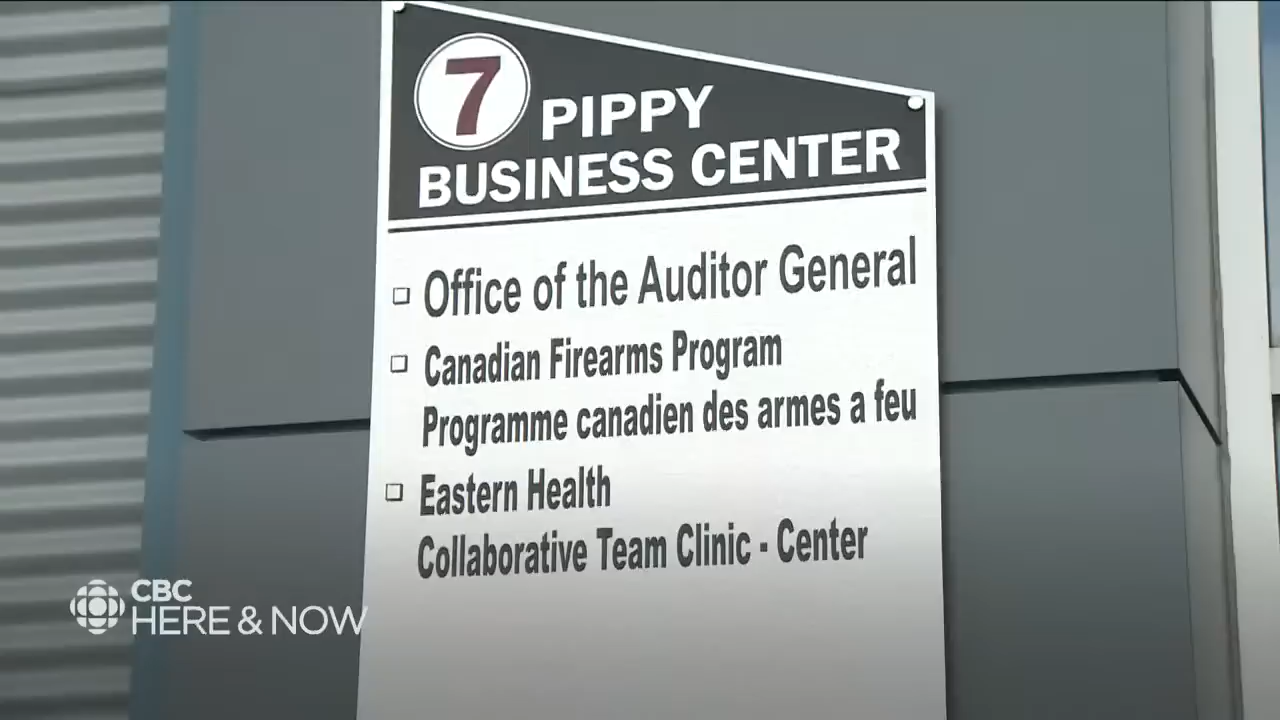 7 PIPPY
BUSINESS CENTER
Office of the Auditor General
Canadian Firearms Program
Programme canadien des armes a feu
Eastern Health
Collaborative Team Clinic - Center
CBC
HERE & NOW